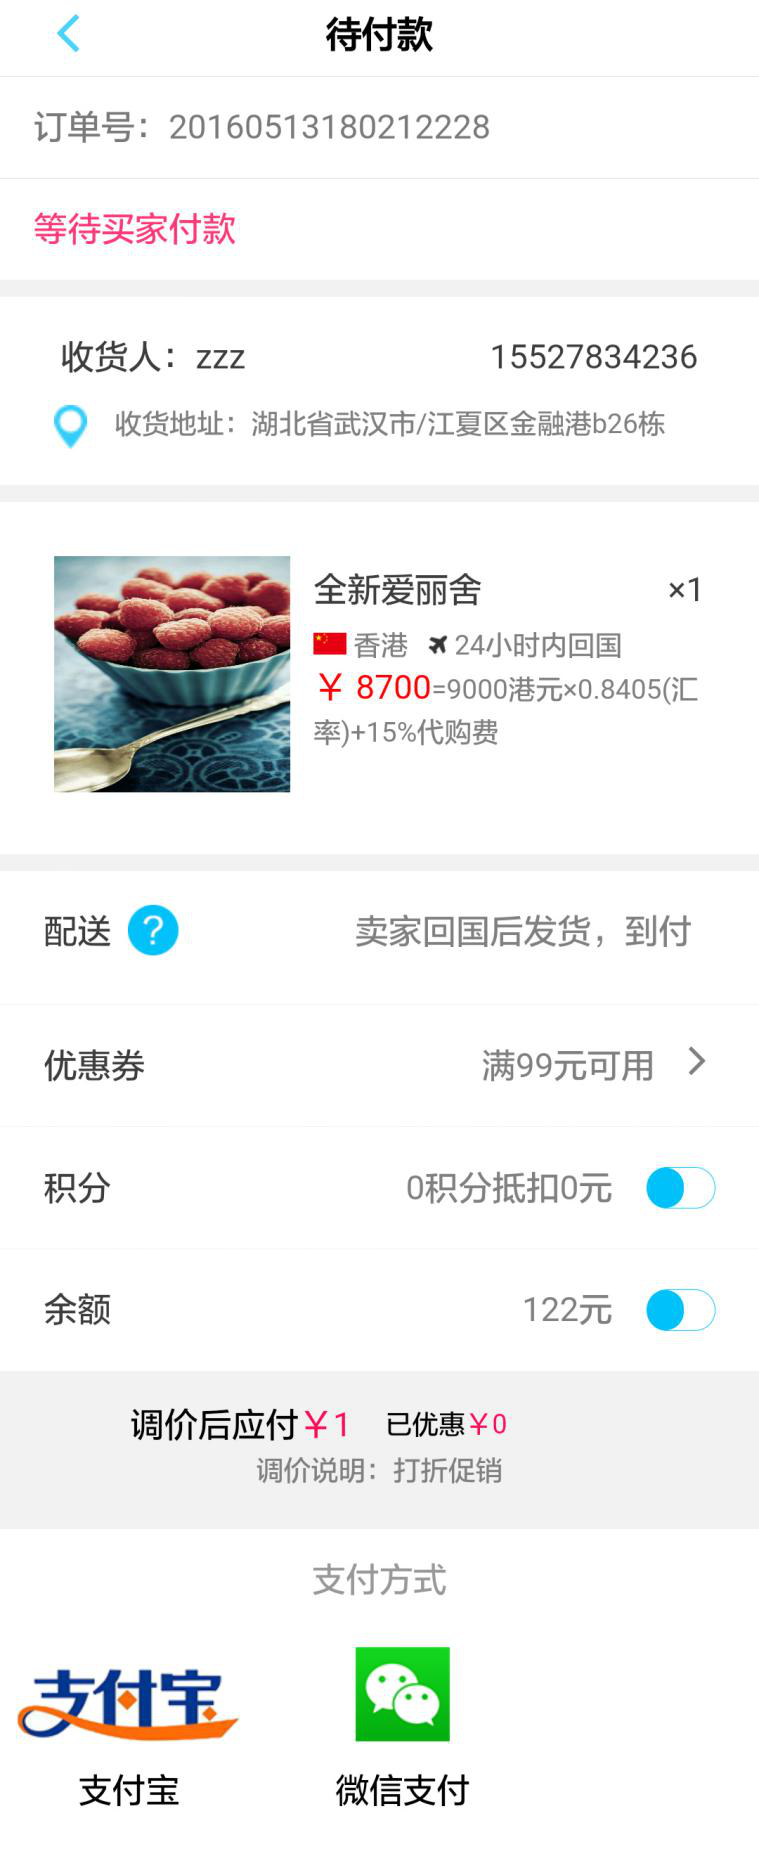 待付款
订单号：20160513180212228
等待买家付款
收货人：zzz 15527834236
收货地址：湖北省武汉市/江夏区金融港b26栋
全新爱丽舍 ×1
香港 24小时内回国
￥ 8700=9000港元×0.8405(汇
率)+15%代购费
配送 ? 卖家回国后发货，到付
优惠券 满99元可用
积分 0积分抵扣0元
余额 122元
调价后应付￥1 已优惠￥0
调价说明：打折促销
支付方式
支付宝
支付宝 微信支付